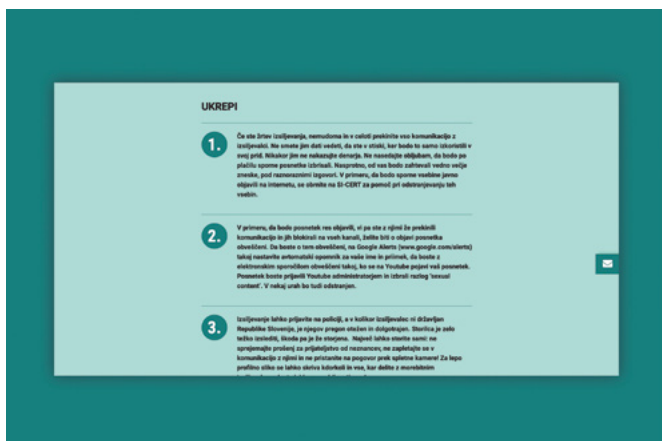 UKREPI
1.
Če ste žrtev izsiljevanja, nemudoma in v celoti prekinite vso komunikacijo z
izsiljevalci. Ne smete jim dati vedeti, da ste v stiski, ker bodo to samo izkoristili v
svoj prid. Nikakor jim ne nakazujte denarja. Ne nasedajte obljubam, da bodo po
plačilu sporne posnetke izbrisali. Nasprotno, od vas bodo zahtevali vedno večje
zneske, pod raznoraznimi izgovori. V primeru, da bodo sporne vsebine javno
objavili na internetu, se obrnite na SI-CERT za pomoč pri odstranjevanju teh
vsebin.
2.
V primeru, da bodo posnetek res objavili, vi pa ste z njimi že prekinili
komunikacijo in jih blokirali na vseh kanalih, želite biti o objavi posnetka
obveščeni. Da boste o tem obveščeni, na Google Alerts (www.google.com/alerts)
takoj nastavite avtomatski opomnik za vaše ime in priimek, da boste z
elektronskim sporočilom obveščeni takoj, ko se na Youtube pojavi vaš posnetek.
Posnetek boste prijavili Youtube administratorjem in izbrali razlog 'sexual
content'. V nekaj urah bo tudi odstranjen.
3.
Izsiljevanje lahko prijavite na policiji, a v kolikor izsiljevalec ni državljan
Republike Slovenije, je njegov pregon otežen in dolgotrajen. Storilca je zelo
težko izslediti, škoda pa je že storjena. Največ lahko storite sami: ne
sprejemajte prošenj za prijateljstvo od neznancev, ne zapletajte se v
komunikacijo z njimi in ne pristanite na pogovor prek spletne kamere! Za lepo
profilno sliko se lahko skriva kdorkoli in vse, kar delite z morebitnim